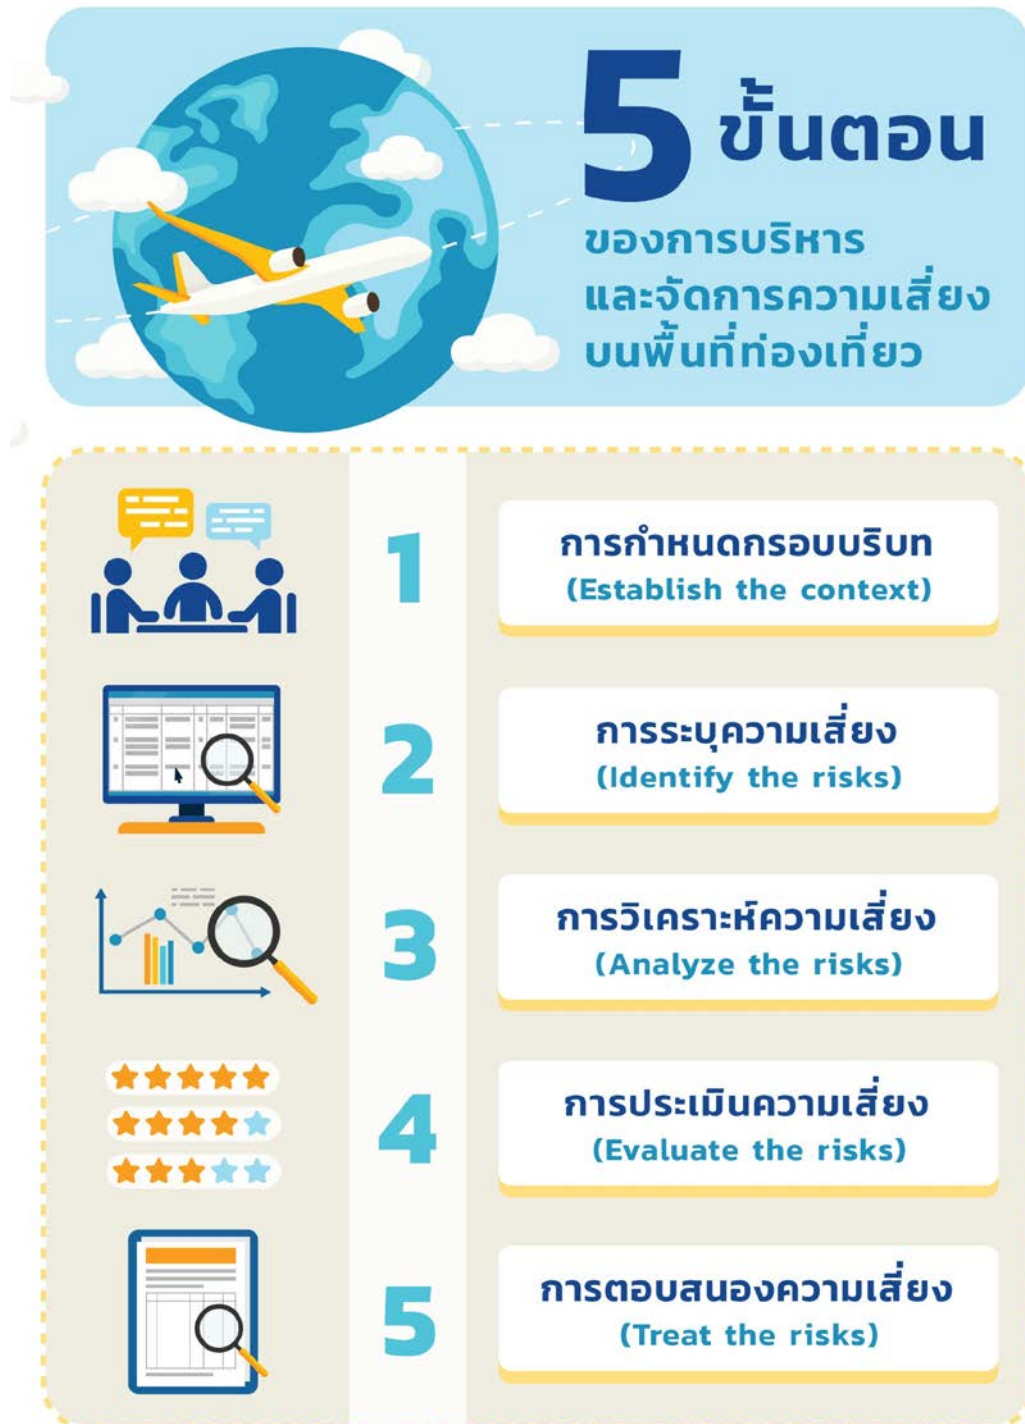 5 ขั้นตอน
ของการบริหาร
และจัดการความเสี่ยง
บนพื้นที่ท่องเที่ยว
1
การกำหนดกรอบบริบท
(Establish the context)
2
การระบุความเสี่ยง
(Identify the risks)
3
การวิเคราะห์ความเสี่ยง
(Analyze the risks)
4
การประเมินความเสี่ยง
(Evaluate the risks)
5
การตอบสนองความเสี่ยง
(Treat the risks)